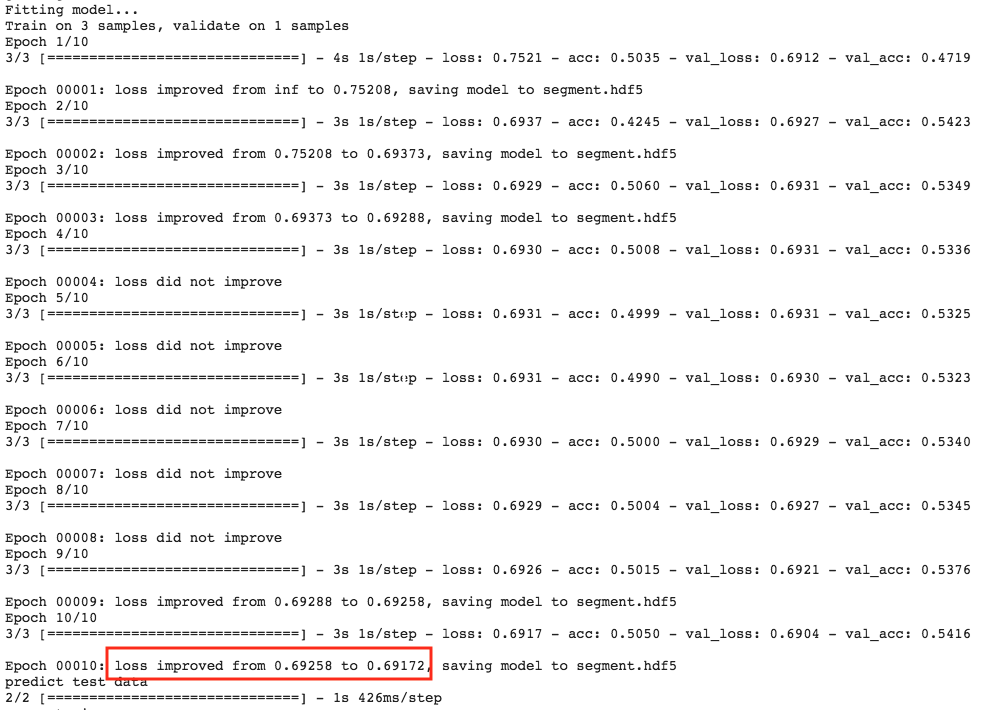 Fitting model...
Train on 3 samples, validate on 1 samples
Epoch 1/10
3/3 [==============================] - 4s 1s/step - loss: 0.7521 - acc: 0.5035 - val_loss: 0.6912 - val_acc: 0.4719
Epoch 00001: loss improved from inf to 0.75208, saving model to segment.hdf5
Epoch 2/10
3/3 [==============================] - 3s 1s/step - loss: 0.6937 - acc: 0.4245 - val_loss: 0.6927 - val_acc: 0.5423
Epoch 00002: loss improved from 0.75208 to 0.69373, saving model to segment.hdf5
Epoch 3/10
3/3 [==============================] - 3s 1s/step - loss: 0.6929 - acc: 0.5060 - val_loss: 0.6931 - val_acc: 0.5349
Epoch 00003: loss improved from 0.69373 to 0.69288, saving model to segment.hdf5
Epoch 4/10
3/3 [==============================] - 3s 1s/step - loss: 0.6930 - acc: 0.5008 - val_loss: 0.6931 - val_acc: 0.5336
Epoch 00004: loss did not improve
Epoch 5/10
3/3 [==============================] - 3s 1s/step - loss: 0.6931 - acc: 0.4999 - val_loss: 0.6931 - val_acc: 0.5325
Epoch 00005: loss did not improve
Epoch 6/10
3/3 [==============================] - 3s 1s/step - loss: 0.6931 - acc: 0.4990 - val_loss: 0.6930 - val_acc: 0.5323
Epoch 00006: loss did not improve
Epoch 7/10
3/3 [==============================] - 3s 1s/step - loss: 0.6930 - acc: 0.5000 - val_loss: 0.6929 - val_acc: 0.5340
Epoch 00007: loss did not improve
Epoch 8/10
3/3 [==============================] - 3s 1s/step - loss: 0.6929 - acc: 0.5004 - val_loss: 0.6927 - val_acc: 0.5345
Epoch 00008: loss did not improve
Epoch 9/10
3/3 [==============================] - 3s 1s/step - loss: 0.6926 - acc: 0.5015 - val_loss: 0.6921 - val_acc: 0.5376
Epoch 00009: loss improved from 0.69288 to 0.69258, saving model to segment.hdf5
Epoch 10/10
3/3 [==============================] - 3s 1s/step - loss: 0.6917 - acc: 0.5050 - val_loss: 0.6904 - val_acc: 0.5416
Epoch 00010: loss improved from 0.69258 to 0.69172, saving model to segment.hdf5
predict test data
2/2 [==============================] - 1s 426ms/step